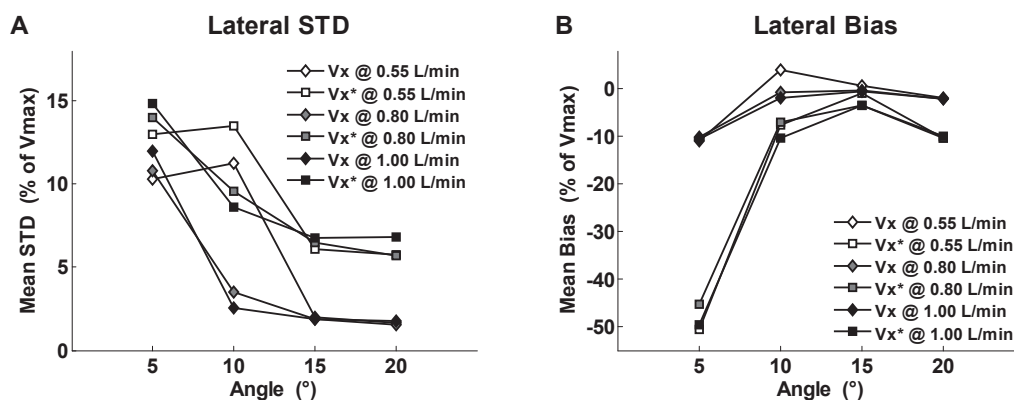 A
Lateral STD
Mean STD (% of Vmax)
15
10
5
0
5
10
15
20
Angle (°)
Vx @ 0.55 L/min
Vx* @ 0.55 L/min
Vx @ 0.80 L/min
Vx* @ 0.80 L/min
Vx @ 1.00 L/min
Vx* @ 1.00 L/min
B
Lateral Bias
Mean Bias (% of Vmax)
0
-10
-20
-30
-40
-50
5
10
15
20
Angle (°)
Vx @ 0.55 L/min
Vx* @ 0.55 L/min
Vx @ 0.80 L/min
Vx* @ 0.80 L/min
Vx @ 1.00 L/min
Vx* @ 1.00 L/min